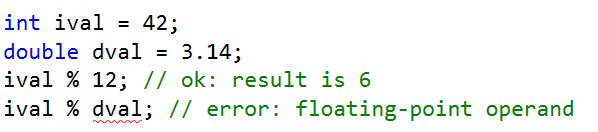 int ival = 42;
double dval = 3.14;
ival % 12; // ok: result is 6
ival % dval; // error: floating-point operand